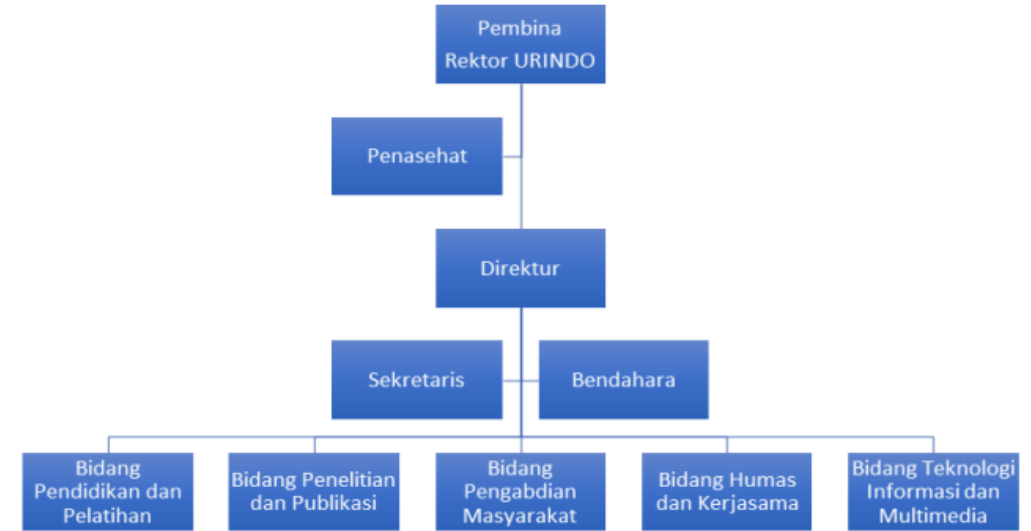 Pembina
Rektor URINDO
Penasehat
Direktur
Sekretaris
Bendahara
Bidang
Pendidikan dan
Pelatihan
Bidang Penelitian
dan Publikasi
Bidang
Pengabdian
Masyarakat
Bidang Humas
dan Kerjasama
Bidang Teknologi
Informasi dan
Multimedia